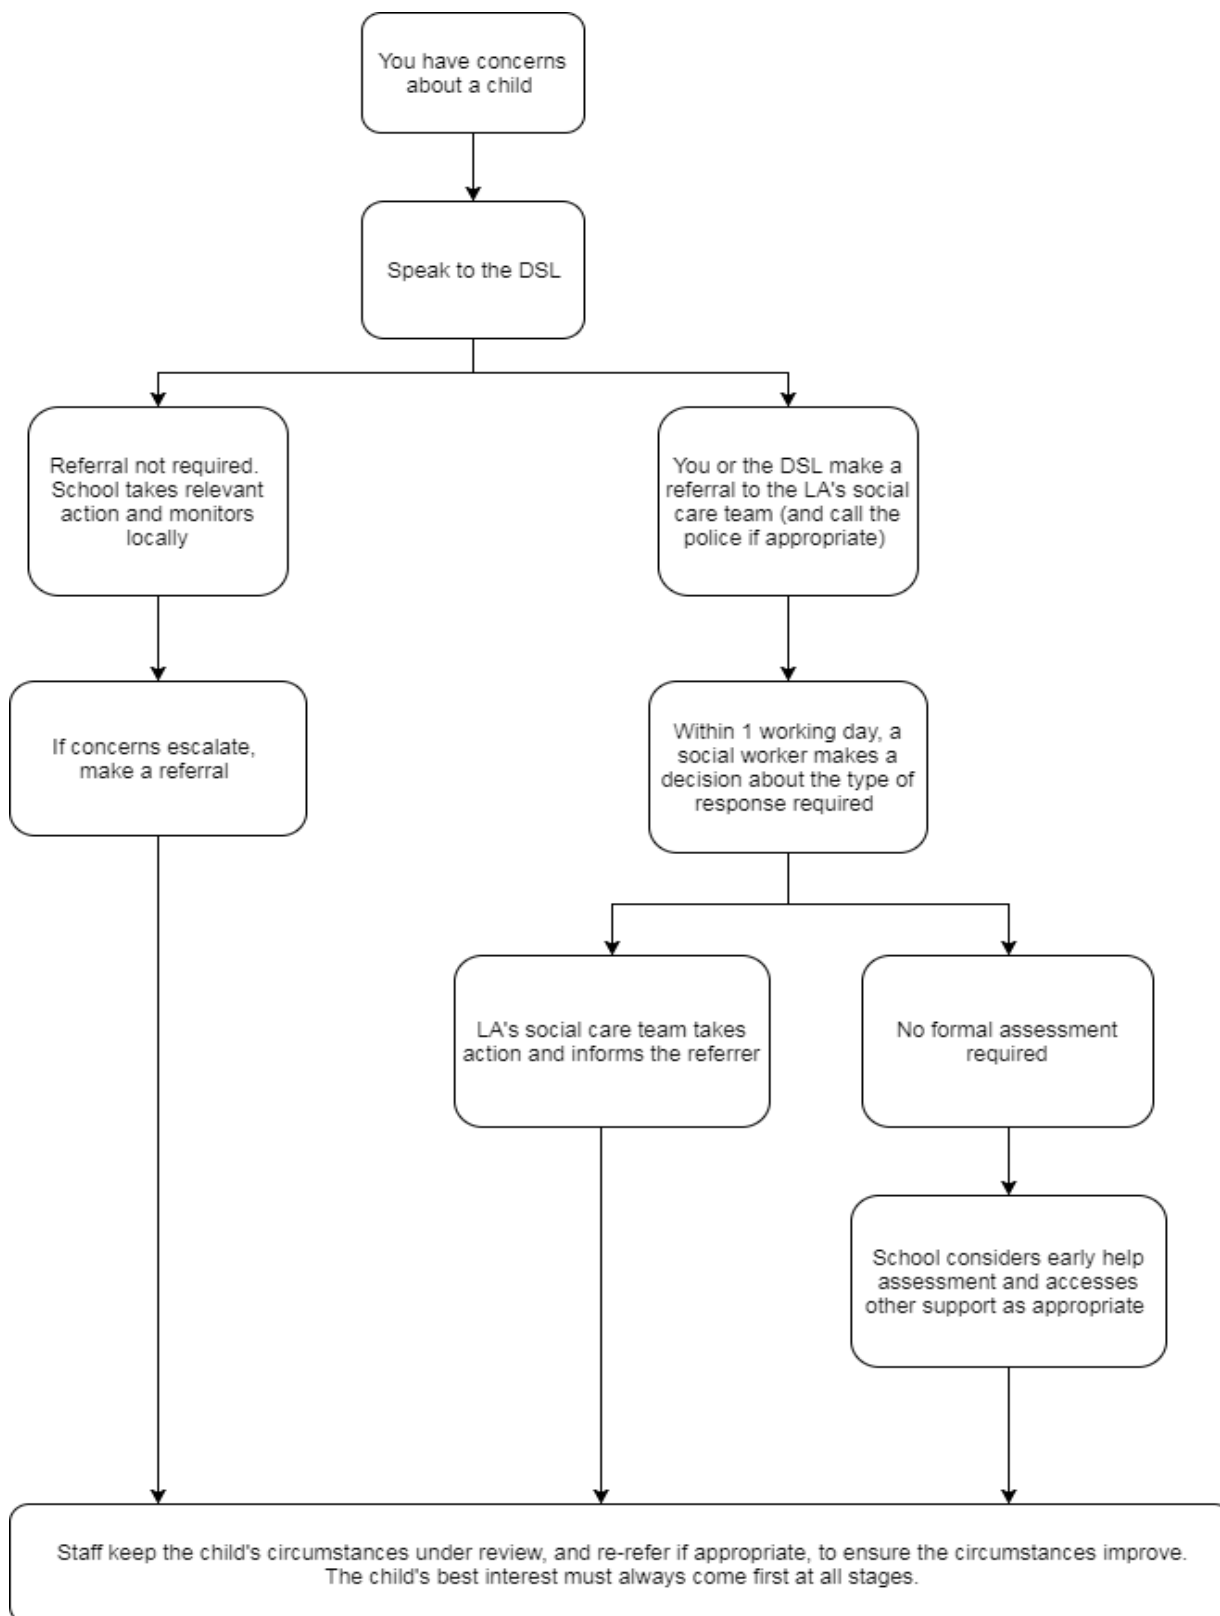 You have concerns
about a child
Speak to the DSL
Referral not required.
School takes relevant
action and monitors
locally
You or the DSL make a
referral to the LA's social
care team (and call the
police if appropriate)
If concerns escalate,
make a referral
Within 1 working day, a
social worker makes a
decision about the type of
response required
LA's social care team takes
action and informs the referrer
No formal assessment
required
School considers early help
assessment and accesses
other support as appropriate
Staff keep the child's circumstances under review, and re-refer if appropriate, to ensure the circumstances improve.
The child's best interest must always come first at all stages.